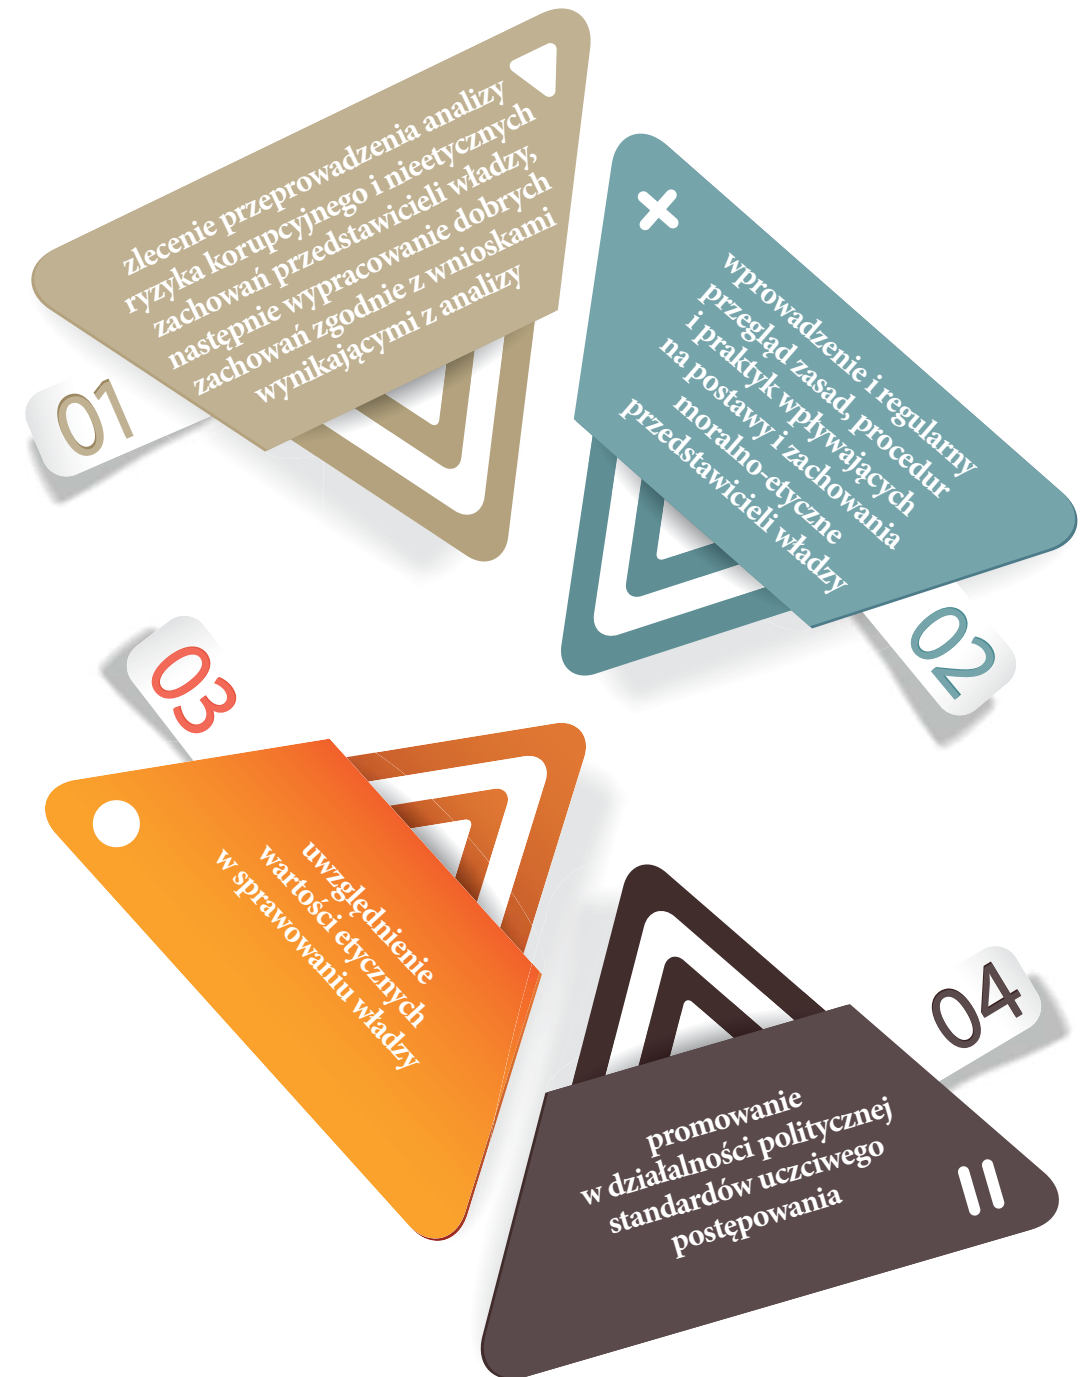 zlecenie przeprowadzenia analizy
ryzyka korupcyjnego i nieetycznych
zachowań przedstawicieli władzy,
następnie wypracowanie dobrych
zachowań zgodnie z wnioskami
wynikającymi z analizy
01
wprowadzenie i regularny
przegląd zasad, procedur
i praktyk wpływających
na postawy i zachowania
moralno-etyczne
przedstawicieli władzy
02
03
uwzględnienie
wartości etycznych
w sprawowaniu władzy
04
promowanie
w działalności politycznej
standardów uczciwego
postępowania